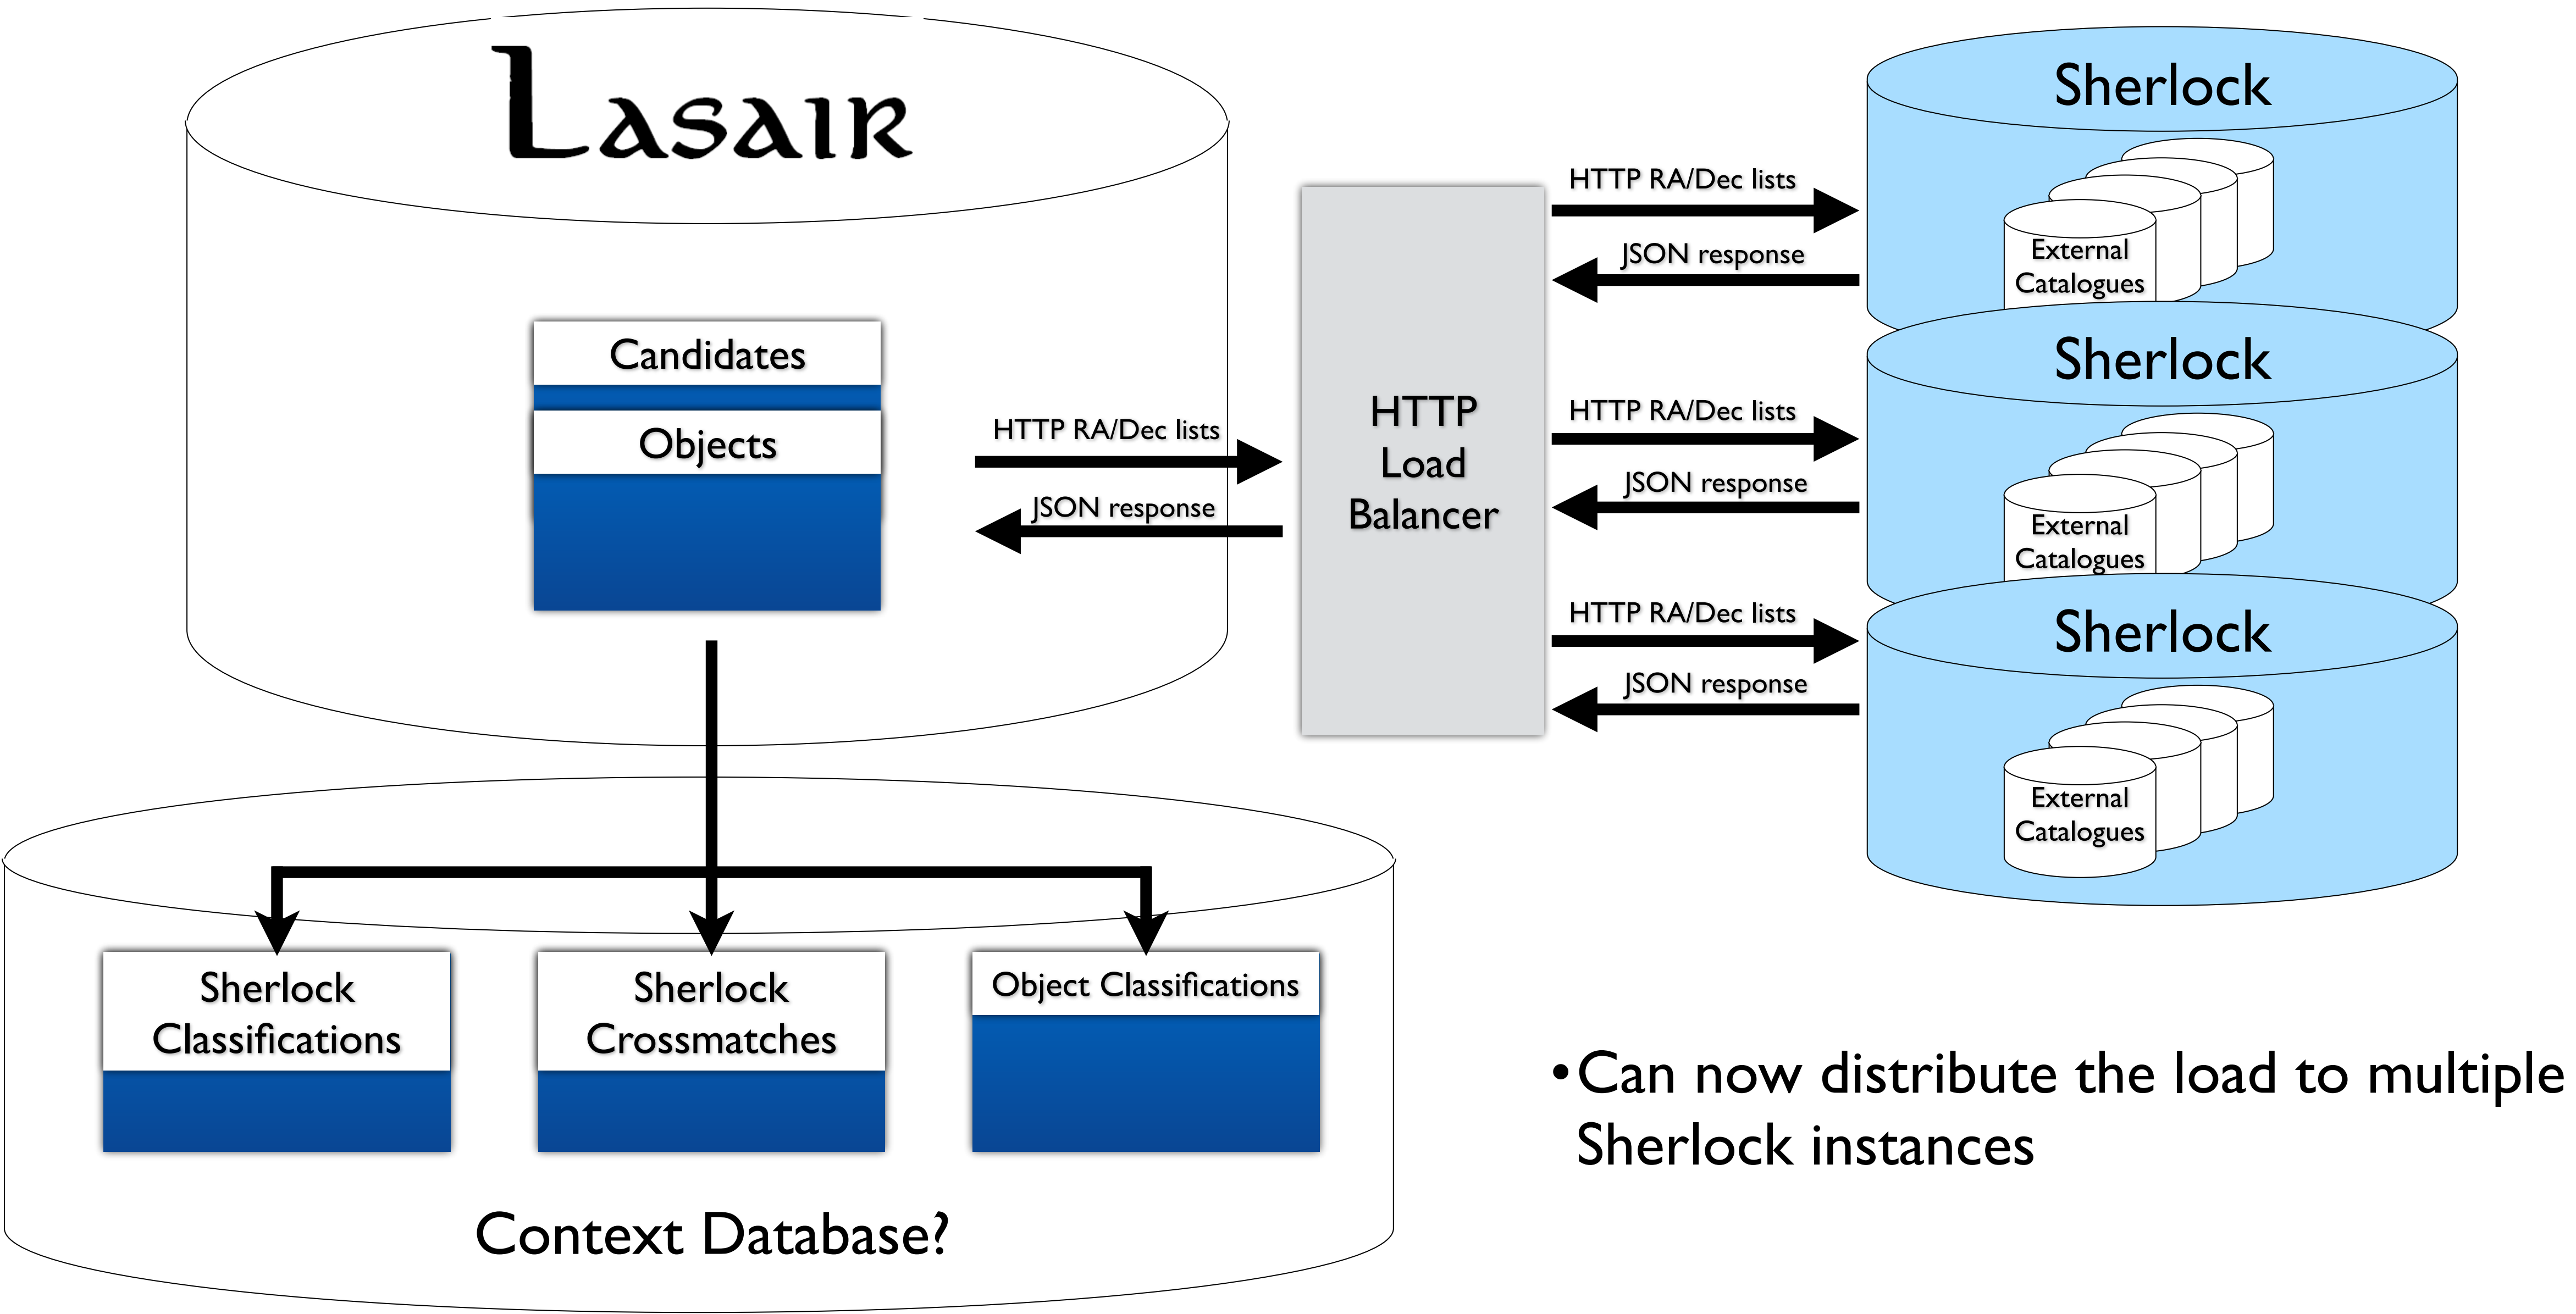 LASAIR
Candidates
Objects
HTTP RA/Dec lists
JSON response
HTTP
Load
Balancer
HTTP RA/Dec lists
JSON response
HTTP RA/Dec lists
JSON response
HTTP RA/Dec lists
JSON response
Sherlock
External
Catalogues
Sherlock
External
Catalogues
Sherlock
External
Catalogues
Sherlock
Classifications
Sherlock
Crossmatches
Object Classifications
Context Database?
•Can now distribute the load to multiple
Sherlock instances